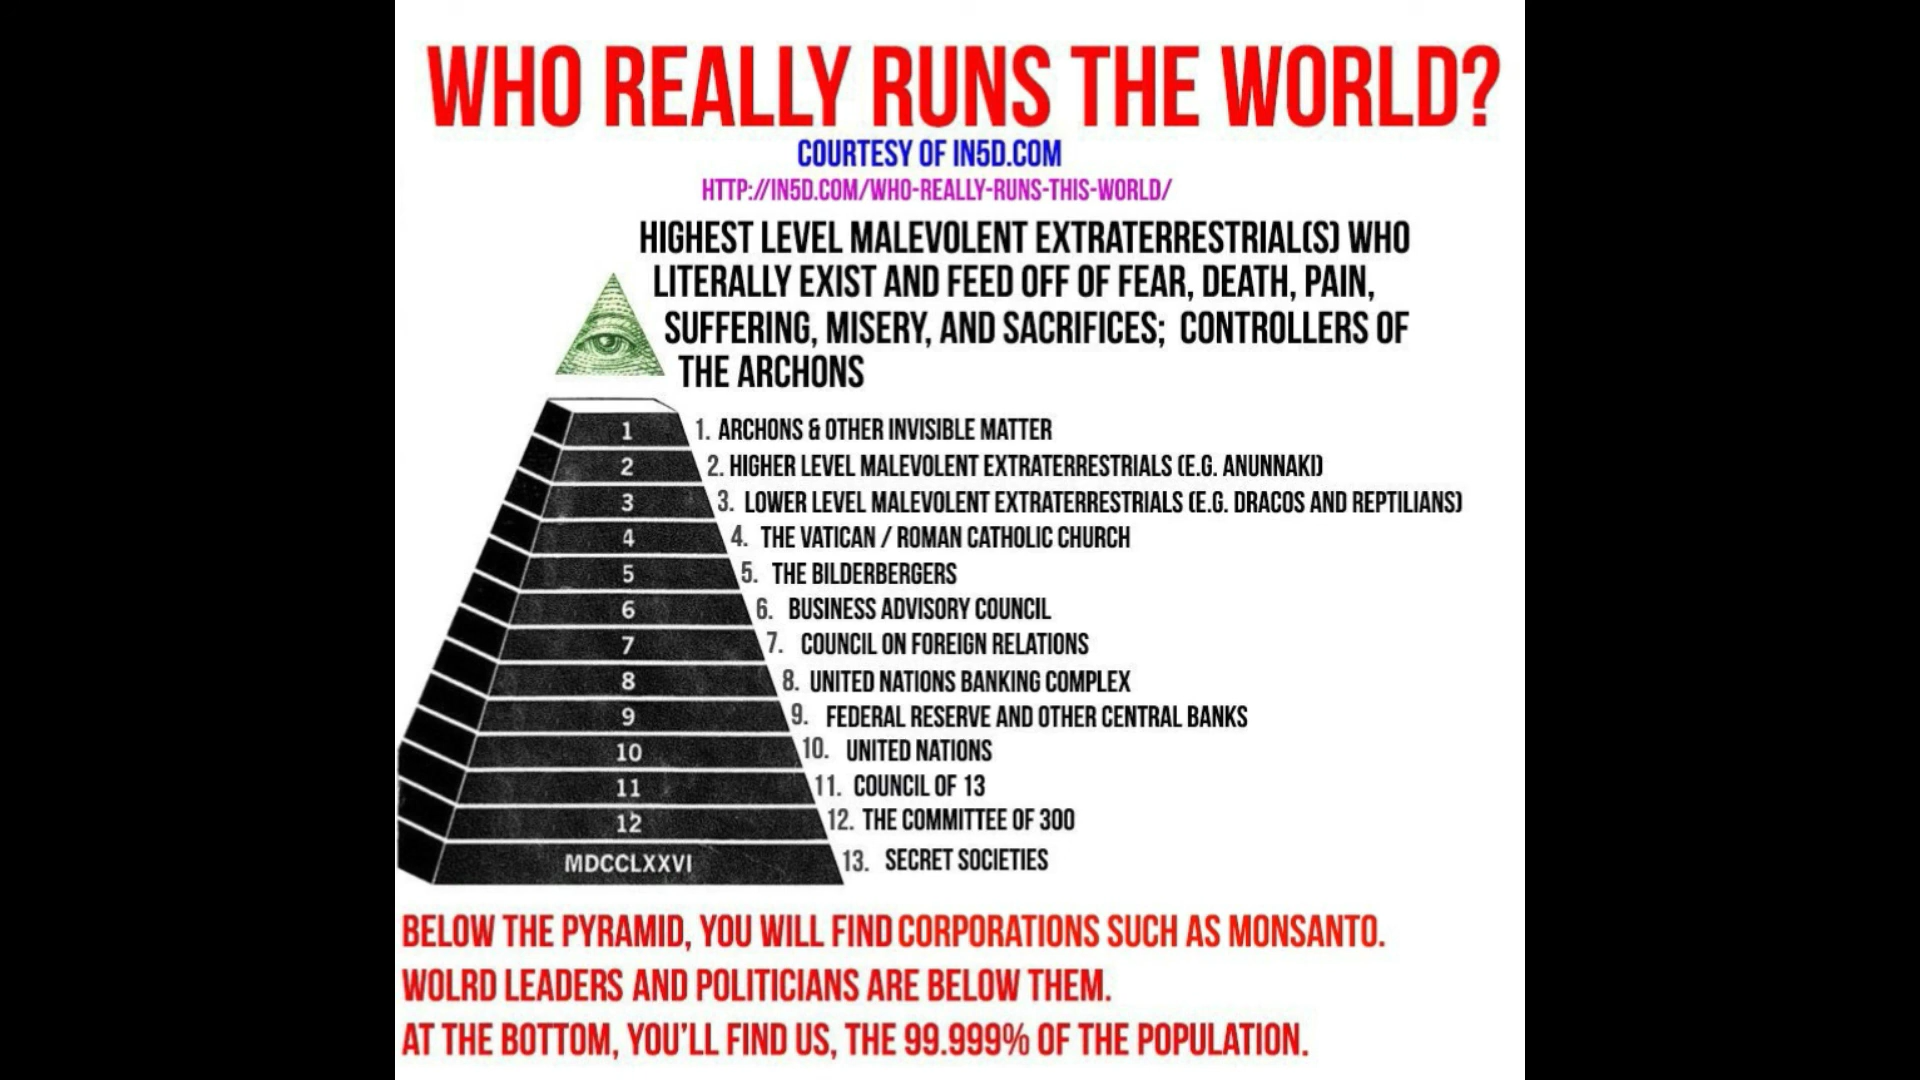 WHO REALLY RUNS THE WORLD?
COURTESY OF IN5D.COM
HTTP://IN5D.COM/WHO-REALLY-RUNS-THIS-WORLD/
HIGHEST LEVEL MALEVOLENT EXTRATERRESTRIAL(S) WHO
LITERALLY EXIST AND FEED OFF OF FEAR, DEATH, PAIN,
SUFFERING, MISERY, AND SACRIFICES; CONTROLLERS OF
THE ARCHONS
1 1. ARCHONS & OTHER INVISIBLE MATTER
2 2. HIGHER LEVEL MALEVOLENT EXTRATERRESTRIALS (E.G. ANUNNAKI)
3 3. LOWER LEVEL MALEVOLENT EXTRATERRESTRIALS (E.G. DRACOS AND REPTILIANS)
4 4. THE VATICAN / ROMAN CATHOLIC CHURCH
5 5. THE BILDERBERGERS
6 6. BUSINESS ADVISORY COUNCIL
7 7. COUNCIL ON FOREIGN RELATIONS
8 8. UNITED NATIONS BANKING COMPLEX
9 9. FEDERAL RESERVE AND OTHER CENTRAL BANKS
10 10. UNITED NATIONS
11 11. COUNCIL OF 13
12 12. THE COMMITTEE OF 300
MDCCLXXVI 13. SECRET SOCIETIES
BELOW THE PYRAMID, YOU WILL FIND CORPORATIONS SUCH AS MONSANTO.
WOLRD LEADERS AND POLITICIANS ARE BELOW THEM.
AT THE BOTTOM, YOU'LL FIND US, THE 99.999% OF THE POPULATION.